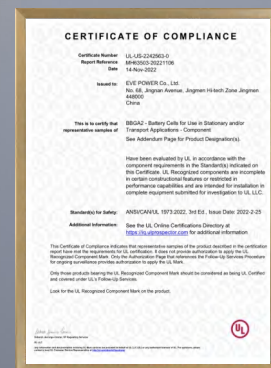 CERTIFICATE OF COMPLIANCE
Certificate Number UL-US-2242563-0
Report Reference MH63503-20221106
Date 14-Nov-2022
Issued to: EVE POWER Co., Ltd.
No, 68, Jingnan Avenue, Jingmen Hi-tech Zone Jingmen
448000
China
This is to certify that BBGA2 - Battery Cells for Use in Stationary and/or
representative samples of Transport Applications - Component
See Addendum Page for Product Designation(s).
Have been evaluated by UL in accordance with the
component requirements in the Standard(s) indicated on
this Certificate. UL Recognized components are incomplete
in certain constructional features or restricted in
performance capabilities and are intended for installation in
complete equipment submitted for investigation to UL LLC.
Standard(s) for Safety: ANSI/CAN/UL 1973:2022, 3rd Ed., Issue Date: 2022-2-25
Additional Information: See the UL Online Certifications Directory at
https://iq.ulprospector.com for additional information
This Certificate of Compliance indicates that representative samples of the product described in the certification
report have met the requirements for UL certification. It does not provide authorization to apply the UL
Recognized Component Mark. Only the Authorization Page that references the Follow-Up Services Procedure
for ongoing surveillance provides authorization to apply the UL Mark.
Only those products bearing the UL Recognized Component Mark should be considered as being UL Certified
and covered under UL's Follow-Up Services.
Look for the UL Recognized Component Mark on the product.
UL